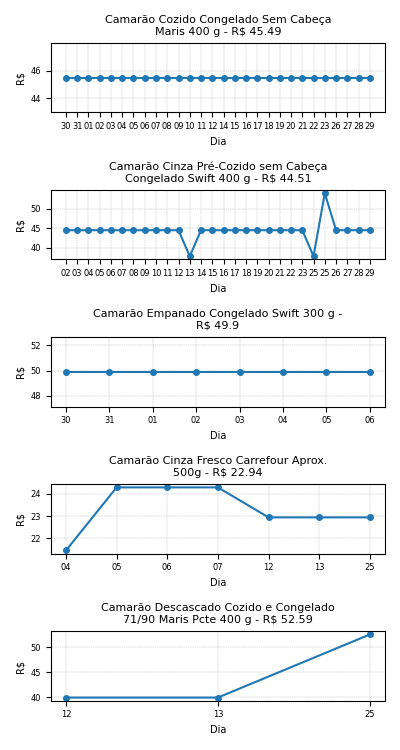 Camarão Cozido Congelado Sem Cabeça
Maris 400 g - R$ 45.49
46
44
R$
30 31 01 02 03 04 05 06 07 08 09 10 11 12 13 14 15 16 17 18 19 20 21 22 23 26 27 28 29
Dia
Camarão Cinza Pré-Cozido sem Cabeça
Congelado Swift 400 g - R$ 44.51
50
45
40
R$
02 03 04 05 06 07 08 09 10 11 12 13 14 15 16 17 18 19 20 21 22 23 24 25 26 27 28 29
Dia
Camarão Empanado Congelado Swift 300 g -
R$ 49.9
52
50
48
R$
30 31 01 02 03 04 05 06
Dia
Camarão Cinza Fresco Carrefour Aprox.
500g - R$ 22.94
24
23
22
R$
04 05 06 07 12 13 25
Dia
Camarão Descascado Cozido e Congelado
71/90 Maris Pcte 400 g - R$ 52.59
50
45
40
R$
12 13 25
Dia